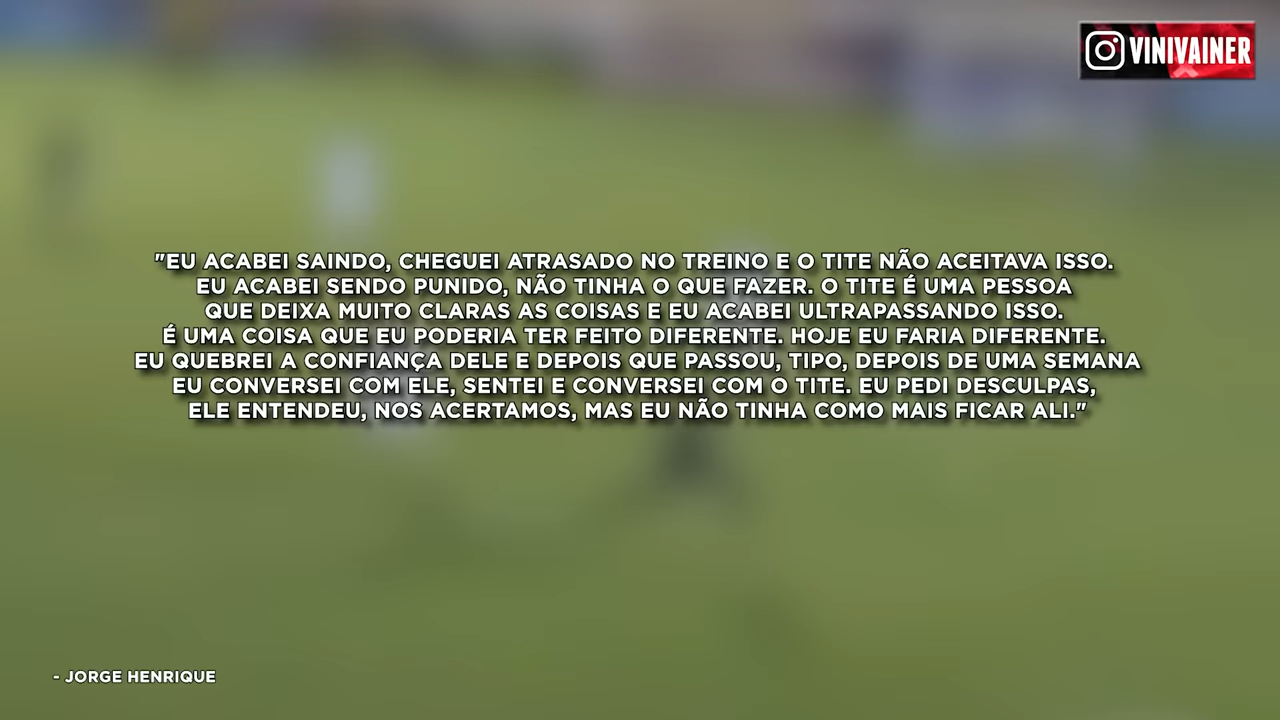 VINIVAINER
"EU ACABEI SAINDO, CHEGUEI ATRASADO NO TREINO E O TITE NÃO ACEITAVA ISSO.
EU ACABEI SENDO PUNIDO, NÃO TINHA O QUE FAZER. O TITE É UMA PESSOA
QUE DEIXA MUITO CLARAS AS COISAS E EU ACABEI ULTRAPASSANDO ISSO.
É UMA COISA QUE EU PODERIA TER FEITO DIFERENTE. HOJE EU FARIA DIFERENTE.
EU QUEBREI A CONFIANÇA DELE E DEPOIS QUE PASSOU, TIPO, DEPOIS DE UMA SEMANA
EU CONVERSEI COM ELE, SENTEI E CONVERSEI COM O TITE. EU PEDI DESCULPAS,
ELE ENTENDEU, NOS ACERTAMOS, MAS EU NÃO TINHA COMO MAIS FICAR ALI."
- JORGE HENRIQUE